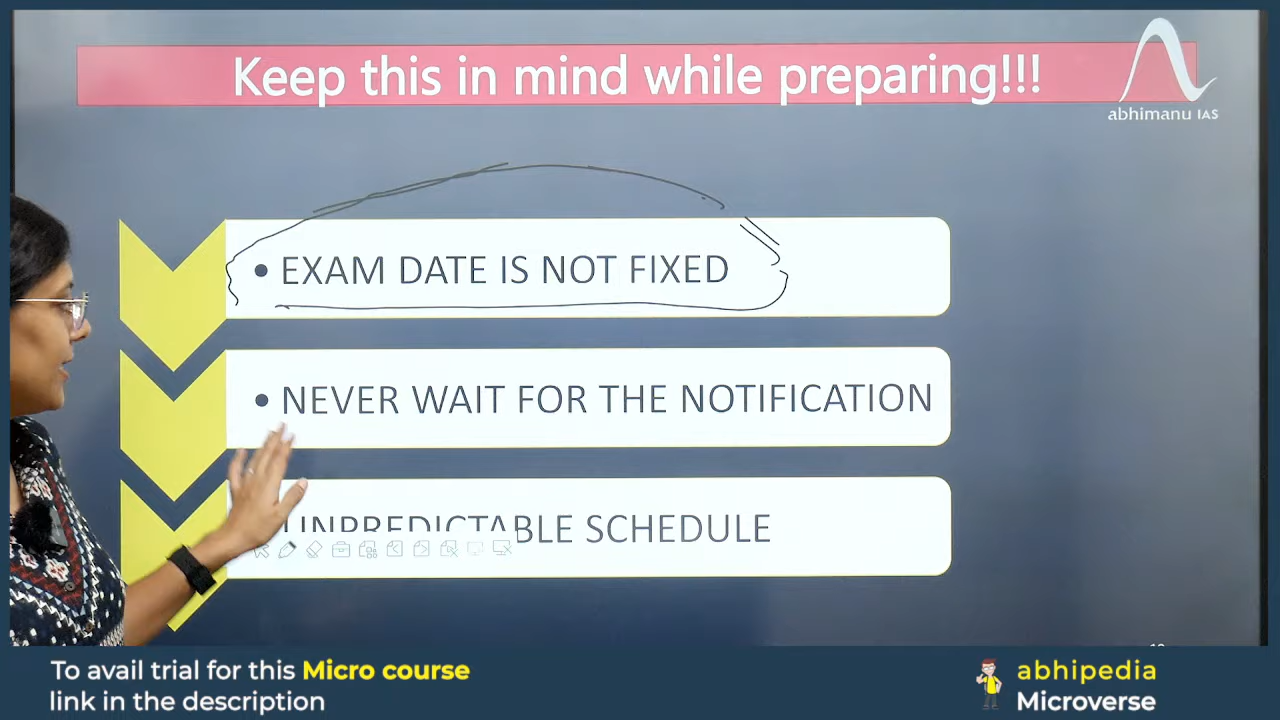 Keep this in mind while preparing!!!
abhimanu IAS
• EXAM DATE IS NOT FIXED
• NEVER WAIT FOR THE NOTIFICATION
UNPREDICTABLE SCHEDULE
To avail trial for this Micro course
link in the description
abhipedia
Microverse